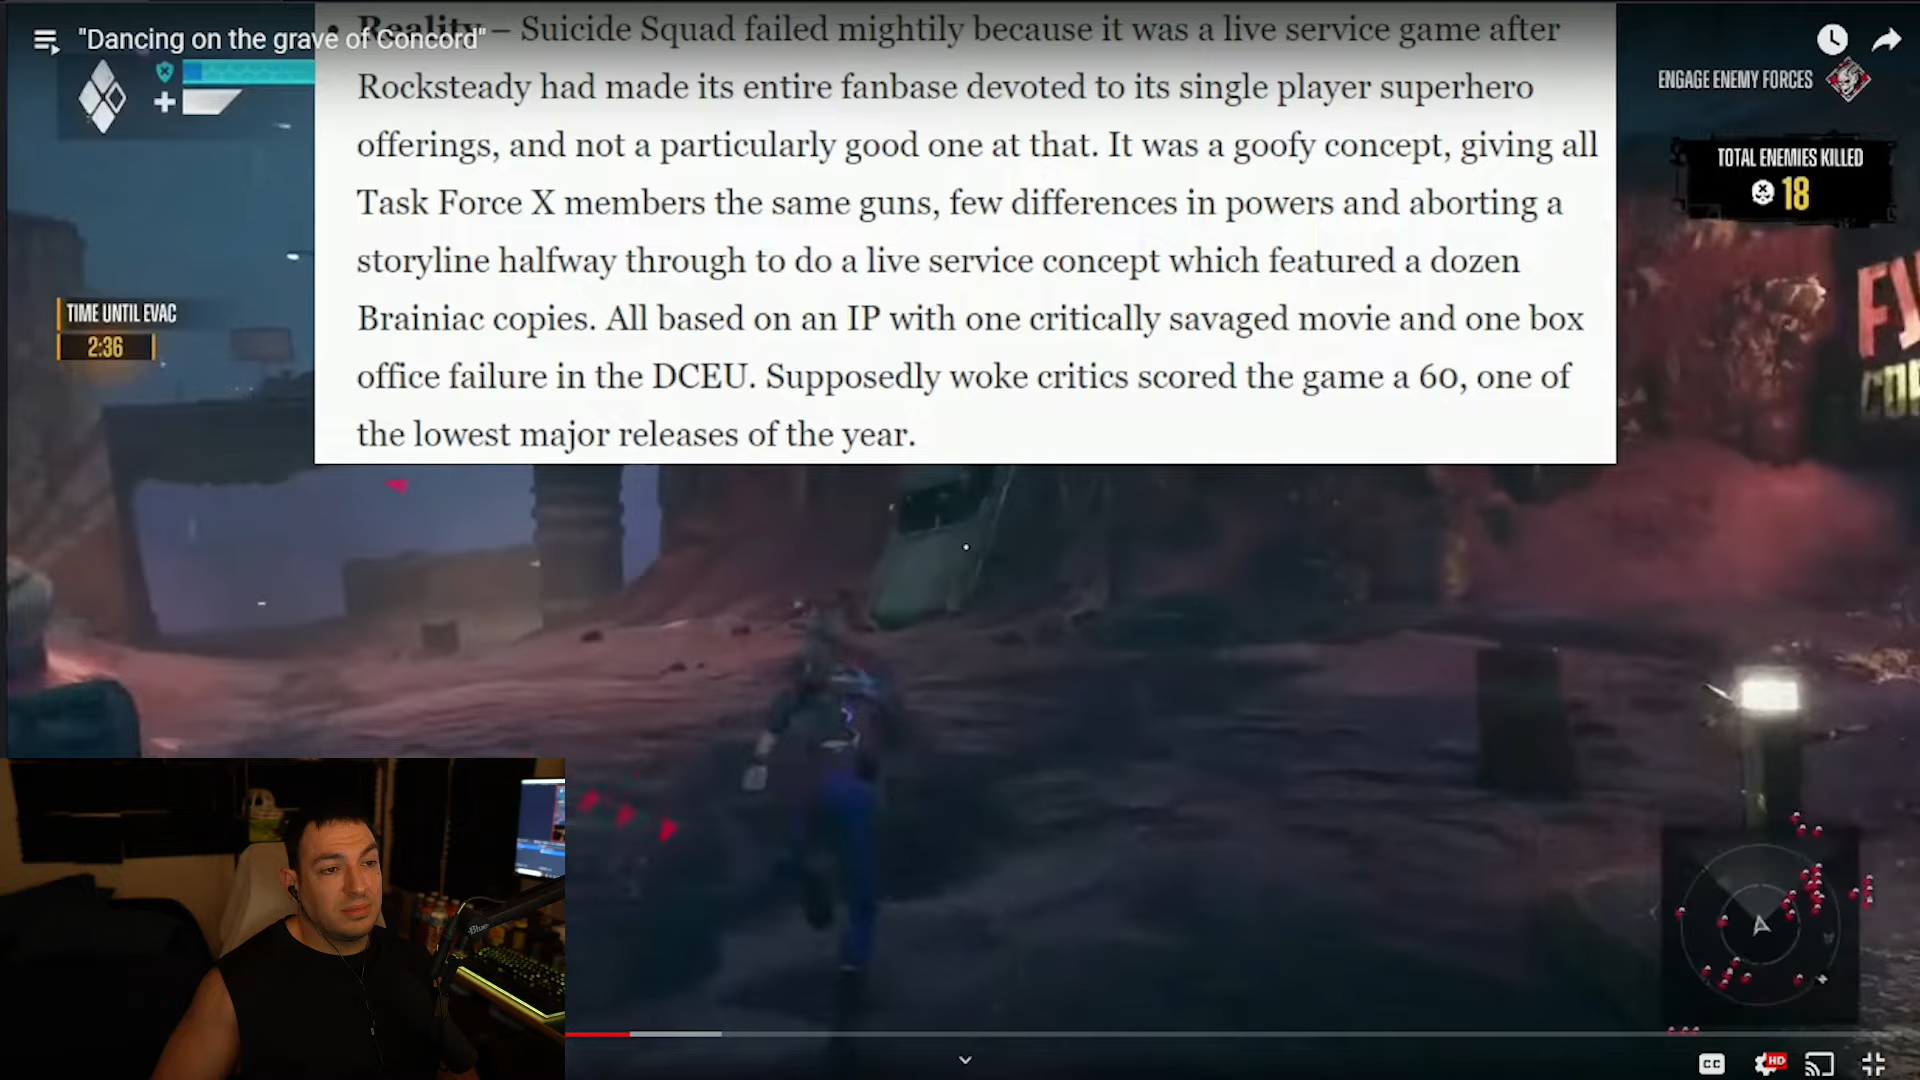 "Dancing on the grave of Concord"
Reality – Suicide Squad failed mightily because it was a live service game after
Rocksteady had made its entire fanbase devoted to its single player superhero
offerings, and not a particularly good one at that. It was a goofy concept, giving all
Task Force X members the same guns, few differences in powers and aborting a
storyline halfway through to do a live service concept which featured a dozen
Brainiac copies. All based on an IP with one critically savaged movie and one box
office failure in the DCEU. Supposedly woke critics scored the game a 60, one of
the lowest major releases of the year.
ENGAGE ENEMY FORCES
TOTAL ENEMIES KILLED
18
TIME UNTIL EVAC
2:36
Blue
CC
HD